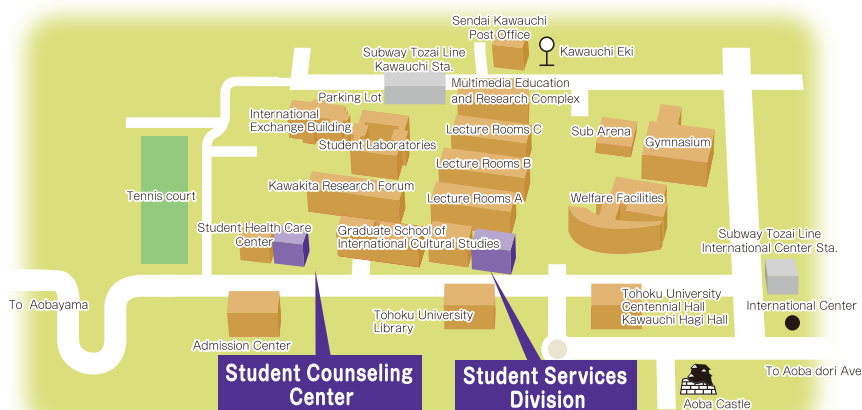 Sendai Kawauchi
Post Office
Kawauchi Eki
Subway Tozai Line
Kawauchi Sta.
Multimedia Education
and Research Complex
Parking Lot
International
Exchange Building
Lecture Rooms C
Sub Arena
Gymnasium
Student Laboratories
Lecture Rooms B
Kawakita Research Forum
Tennis court
Lecture Rooms A
Welfare Facilities
Student Health Care
Center
Graduate School of
International Cultural Studies
Subway Tozai Line
International Center Sta.
To Aobayama
Tohoku University
Library
Tohoku University
Centennial Hall
Kawauchi Hagi Hall
International Center
Admission Center
Student Counseling
Center
Student Services
Division
To Aoba dori Ave
Aoba Castle